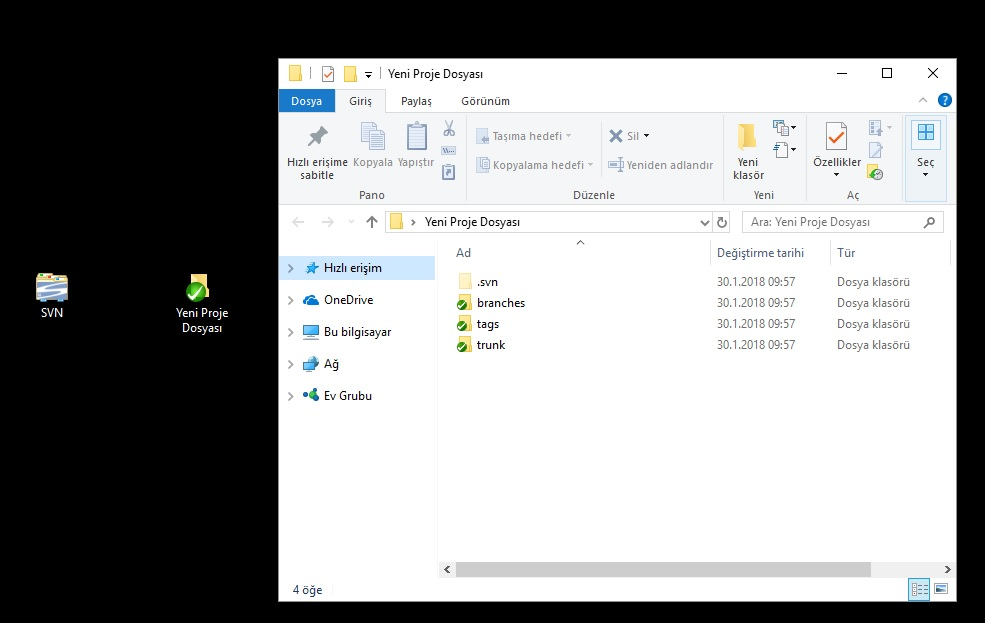 Yeni Proje Dosyası
Dosya
Giriş
Paylaş
Görünüm
Hızlı erişime
sabitle
Kopyala
Yapıştır
Taşıma hedefi
Kopyalama hedefi
Sil
Yeniden adlandır
Yeni
klasör
Özellikler
Seç
Pano
Düzenle
Yeni
Aç
Yeni Proje Dosyası
Ara: Yeni Proje Dosyası
Ad
Değiştirme tarihi
Tür
Hızlı erişim
OneDrive
Bu bilgisayar
Ağ
Ev Grubu
.svn 30.1.2018 09:57 Dosya klasörü
branches 30.1.2018 09:57 Dosya klasörü
tags 30.1.2018 09:57 Dosya klasörü
trunk 30.1.2018 09:57 Dosya klasörü
SVN
Yeni Proje
Dosyası
4 öğe